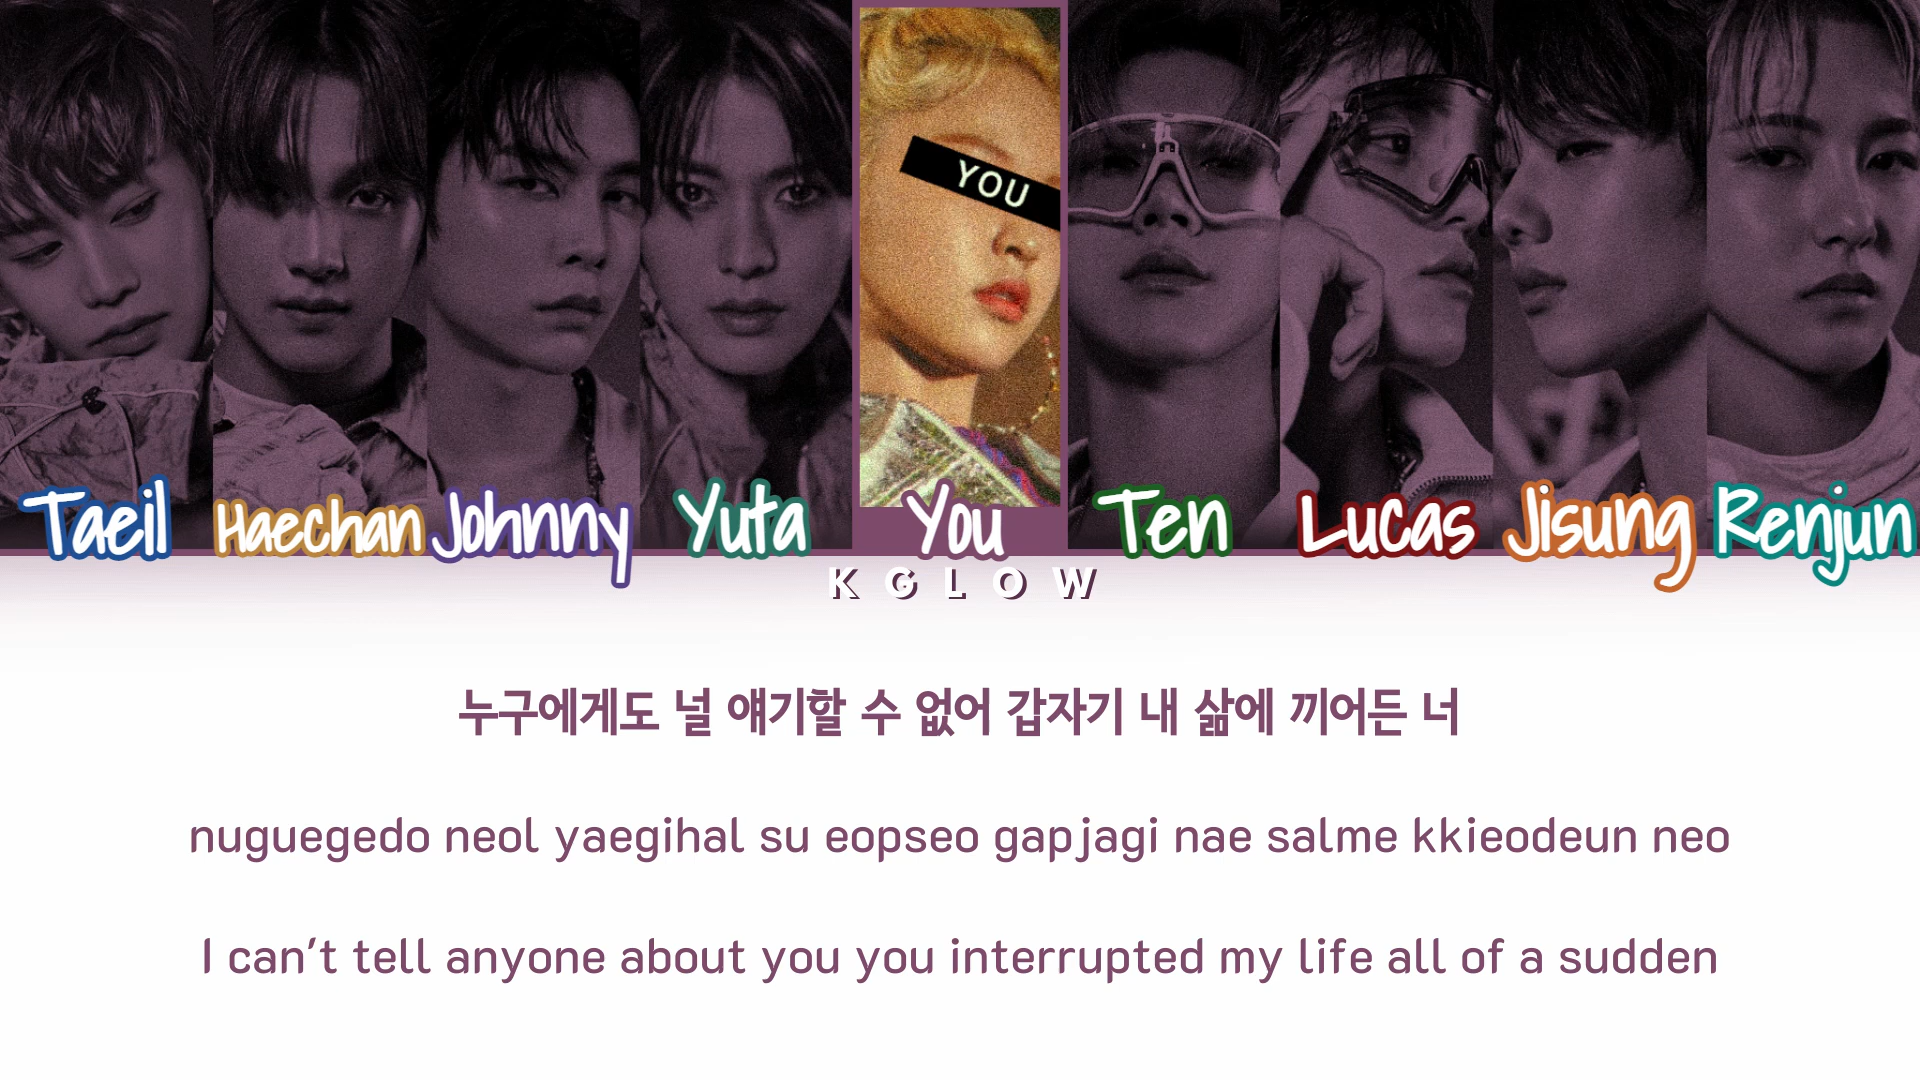 YOU
Taeil Haechan Johnny Yuta You Ten Lucas Jisung Renjun
KGLOW
누구에게도 널 얘기할 수 없어 갑자기 내 삶에 끼어든 너
nuguegedo neol yaegihal su eopseo gapjagi nae salme kkieodeun neo
I can't tell anyone about you you interrupted my life all of a sudden